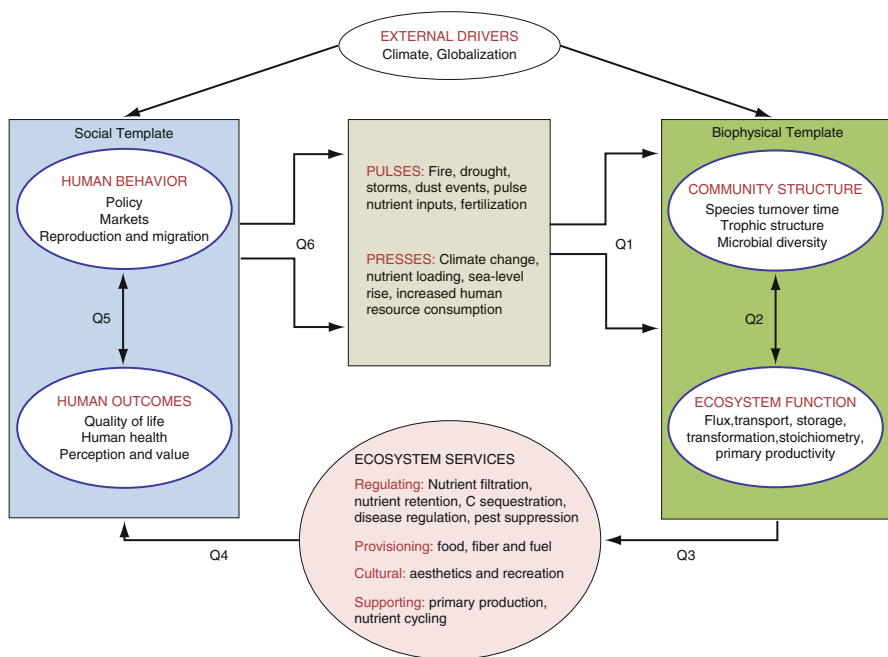 EXTERNAL DRIVERS
Climate, Globalization
Social Template
HUMAN BEHAVIOR
Policy
Markets
Reproduction and migration
Q5
HUMAN OUTCOMES
Quality of life
Human health
Perception and value
Q6
PULSES: Fire, drought,
storms, dust events, pulse
nutrient inputs, fertilization
PRESSES: Climate change,
nutrient loading, sea-level
rise, increased human
resource consumption
Q1
Biophysical Template
COMMUNITY STRUCTURE
Species turnover time
Trophic structure
Microbial diversity
Q2
ECOSYSTEM FUNCTION
Flux,transport, storage,
transformation,stoichiometry,
primary productivity
Q3
ECOSYSTEM SERVICES
Regulating: Nutrient filtration,
nutrient retention, C sequestration,
disease regulation, pest suppression
Provisioning: food, fiber and fuel
Cultural: aesthetics and recreation
Supporting: primary production,
nutrient cycling
Q4